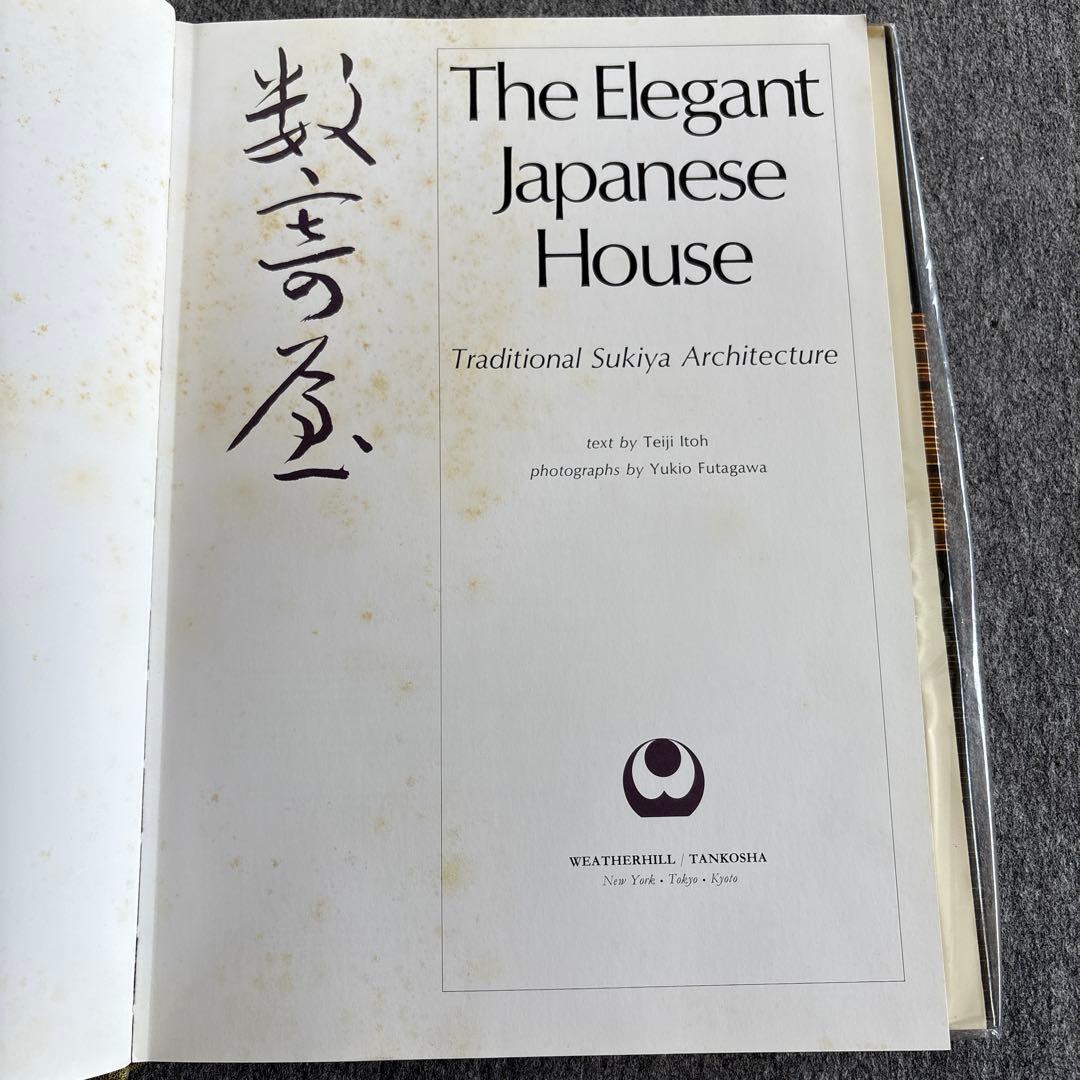 数寄屋
The Elegant
Japanese
House
Traditional Sukiya Architecture
text by Teiji Itoh
photographs by Yukio Futagawa
WEATHERHILL / TANKOSHA
New York • Tokyo • Kyoto